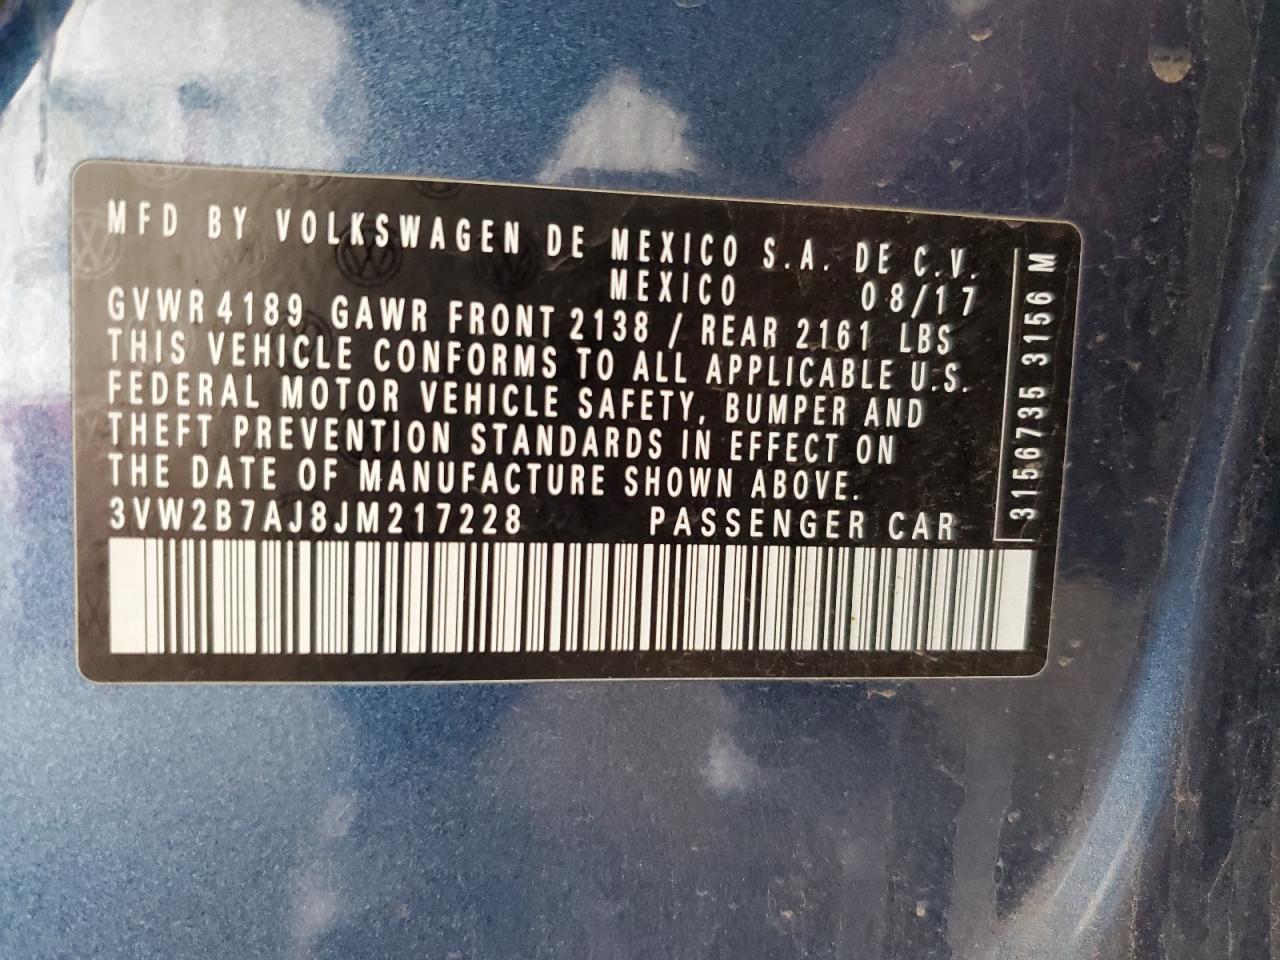 MFD BY VOLKSWAGEN DE MEXICO S.A. DE C.V.
MEXICO 08/17
GVWR 4189 GAWR FRONT 2138 / REAR 2161 LBS
THIS VEHICLE CONFORMS TO ALL APPLICABLE U.S.
FEDERAL MOTOR VEHICLE SAFETY, BUMPER AND
THEFT PREVENTION STANDARDS IN EFFECT ON
THE DATE OF MANUFACTURE SHOWN ABOVE.
3VW2B7AJ8JM217228 PASSENGER CAR
3156735 3156 M